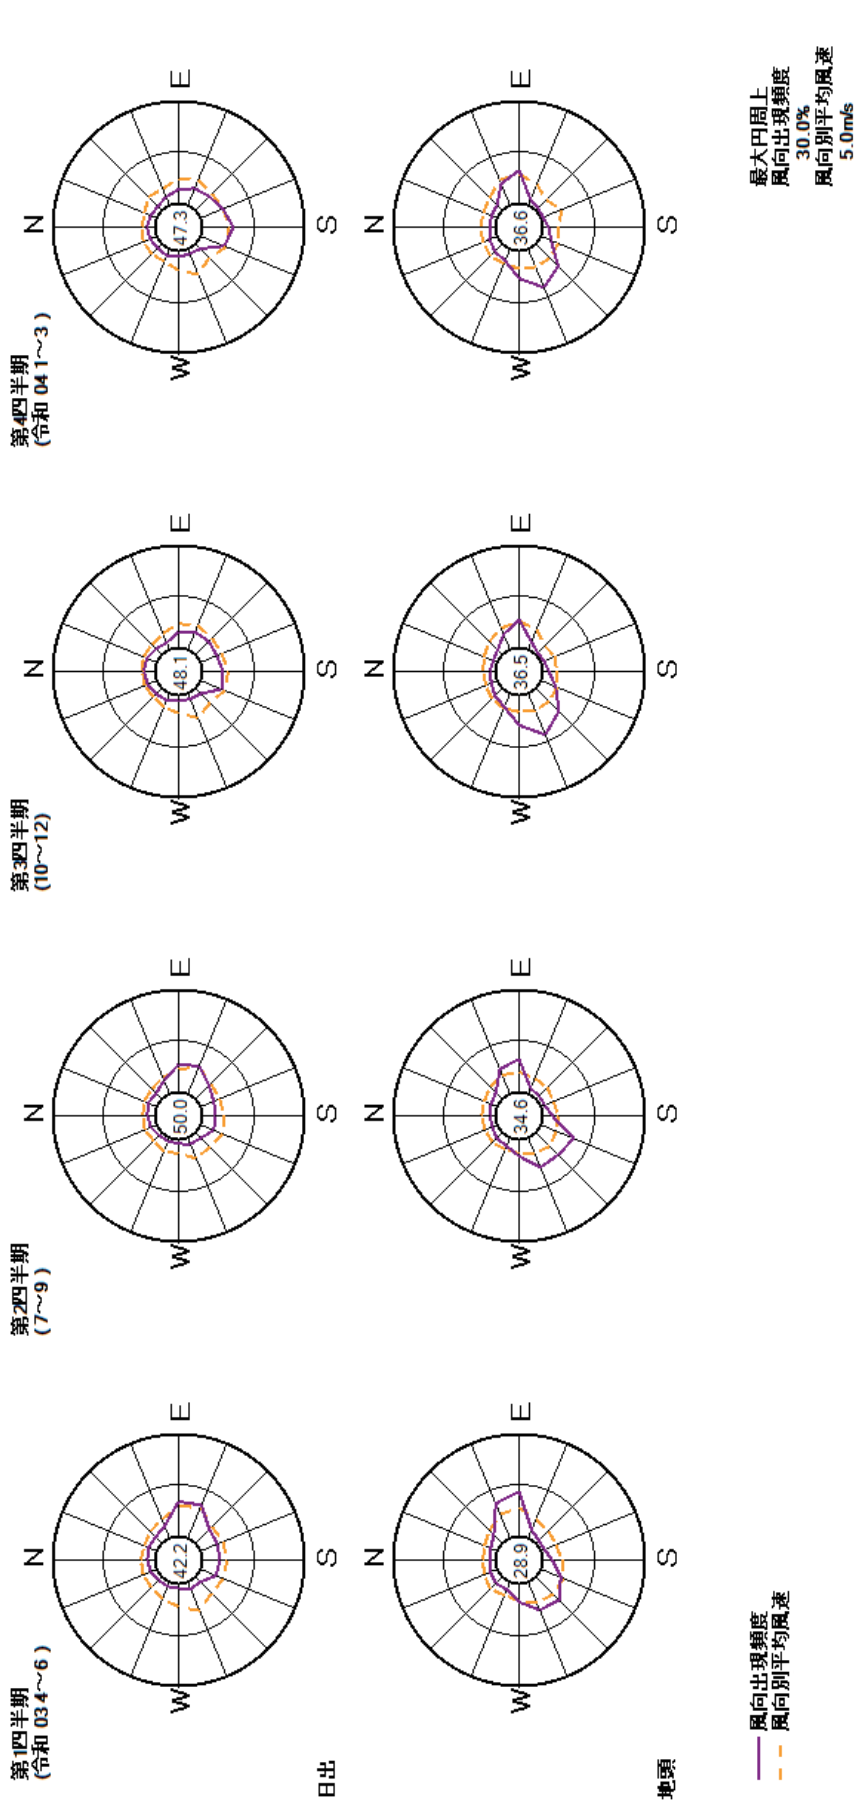 第1四半期
(令和 03 4～6 )
第2四半期
(7～9 )
第3四半期
(10～12)
第4四半期
(令和 04 1～3 )
日出
N
W
E
S
42.2
N
W
E
S
50.0
N
W
E
S
48.1
N
W
E
S
47.3
地頭
N
W
E
S
28.9
N
W
E
S
34.6
N
W
E
S
36.5
N
W
E
S
36.6
風向出現頻度
風向別平均風速
最大円周上
風向出現頻度
30.0%
風向別平均風速
5.0m/s